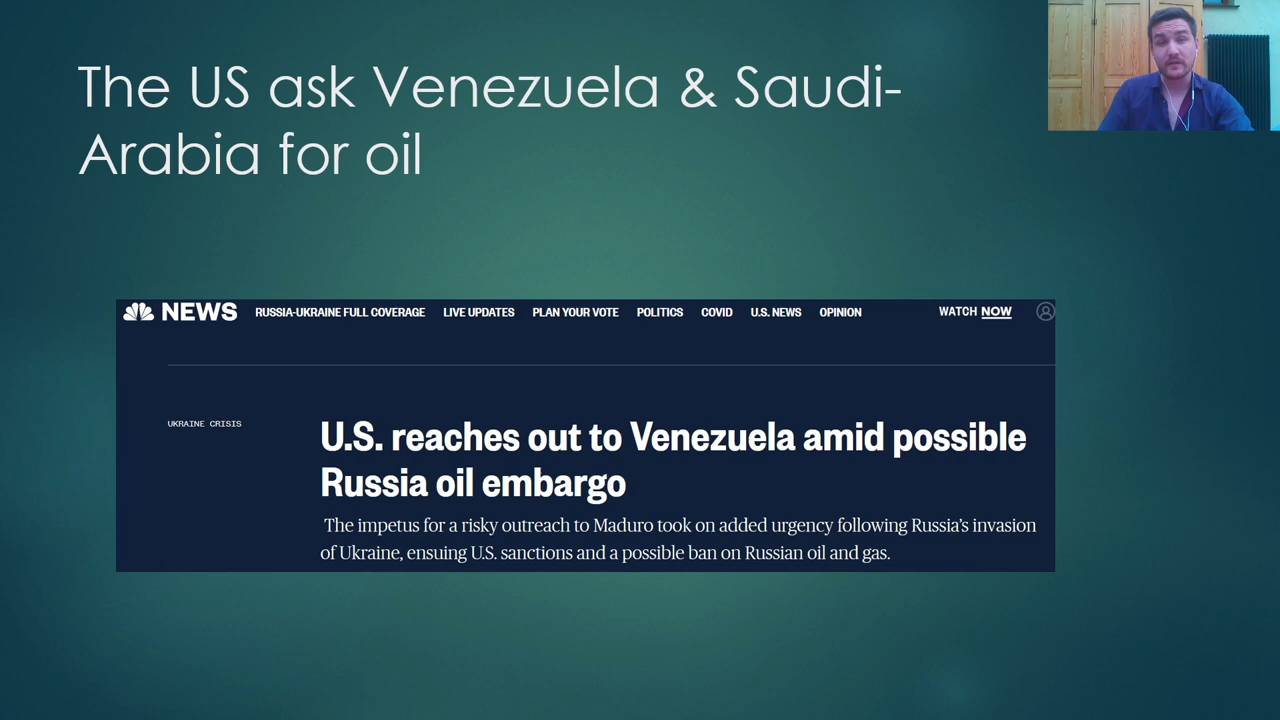 The US ask Venezuela & Saudi-
Arabia for oil
NEWS RUSSIA-UKRAINE FULL COVERAGE LIVE UPDATES PLAN YOUR VOTE POLITICS COVID U.S. NEWS OPINION WATCH NOW
UKRAINE CRISIS
U.S. reaches out to Venezuela amid possible
Russia oil embargo
The impetus for a risky outreach to Maduro took on added urgency following Russia's invasion
of Ukraine, ensuing U.S. sanctions and a possible ban on Russian oil and gas.